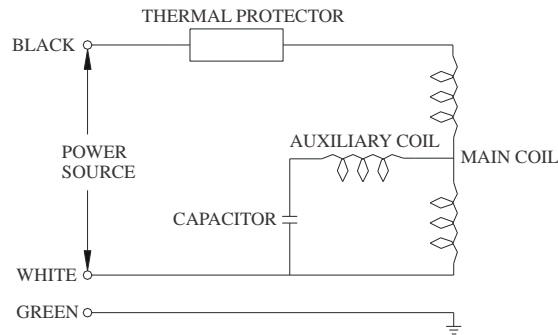 THERMAL PROTECTOR
BLACK
AUXILIARY COIL
MAIN COIL
POWER
SOURCE
CAPACITOR
WHITE
GREEN